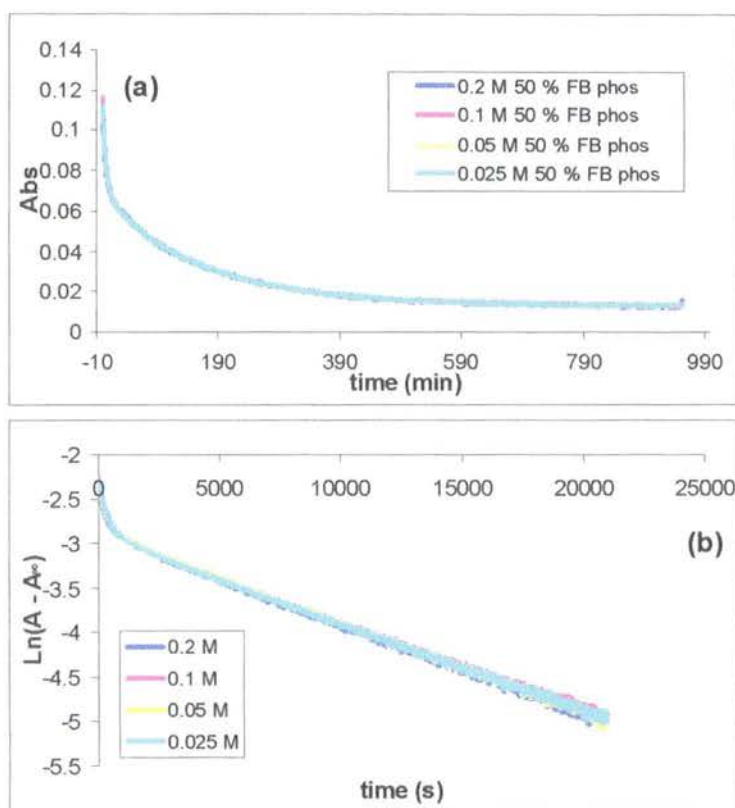 0.14
0.12
0.1
0.08
0.06
0.04
0.02
0
Abs
(a)
0.2 M 50 % FB phos
0.1 M 50 % FB phos
0.05 M 50 % FB phos
0.025 M 50 % FB phos
-10 190 390 590 790 990
time (min)
-2
-2.5
-3
-3.5
-4
-4.5
-5
-5.5
Ln(A - A∞)
0 5000 10000 15000 20000 25000
(b)
0.2 M
0.1 M
0.05 M
0.025 M
time (s)